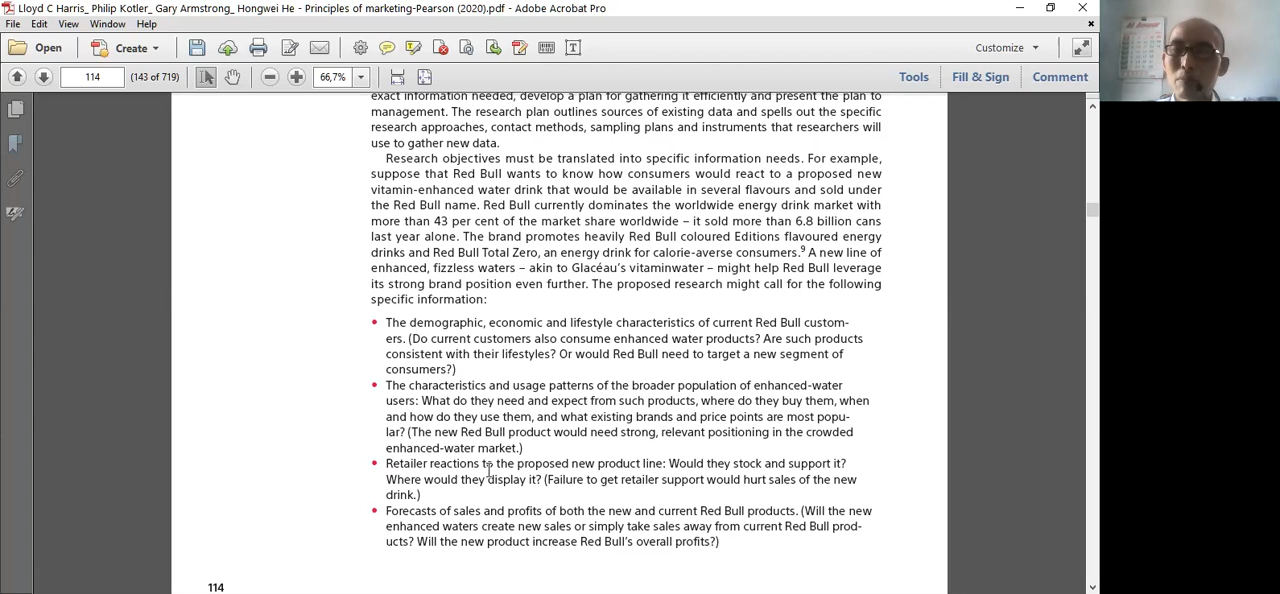 Lloyd C Harris_ Philip Kotler_ Gary Armstrong_ Hongwei He - Principles of marketing-Pearson (2020).pdf - Adobe Acrobat Pro
File Edit View Window Help
Open Create Customize
114 (143 of 719) 66,7% Tools Fill & Sign Comment
exact information needed, develop a plan for gathering it efficiently and present the plan to
management. The research plan outlines sources of existing data and spells out the specific
research approaches, contact methods, sampling plans and instruments that researchers will
use to gather new data.
Research objectives must be translated into specific information needs. For example,
suppose that Red Bull wants to know how consumers would react to a proposed new
vitamin-enhanced water drink that would be available in several flavours and sold under
the Red Bull name. Red Bull currently dominates the worldwide energy drink market with
more than 43 per cent of the market share worldwide – it sold more than 6.8 billion cans
last year alone. The brand promotes heavily Red Bull coloured Editions flavoured energy
drinks and Red Bull Total Zero, an energy drink for calorie-averse consumers.9 A new line of
enhanced, fizzless waters – akin to Glacéau's vitaminwater – might help Red Bull leverage
its strong brand position even further. The proposed research might call for the following
specific information:
• The demographic, economic and lifestyle characteristics of current Red Bull custom-
ers. (Do current customers also consume enhanced water products? Are such products
consistent with their lifestyles? Or would Red Bull need to target a new segment of
consumers?)
• The characteristics and usage patterns of the broader population of enhanced-water
users: What do they need and expect from such products, where do they buy them, when
and how do they use them, and what existing brands and price points are most popu-
lar? (The new Red Bull product would need strong, relevant positioning in the crowded
enhanced-water market.)
• Retailer reactions to the proposed new product line: Would they stock and support it?
Where would they display it? (Failure to get retailer support would hurt sales of the new
drink.)
• Forecasts of sales and profits of both the new and current Red Bull products. (Will the new
enhanced waters create new sales or simply take sales away from current Red Bull prod-
ucts? Will the new product increase Red Bull's overall profits?)
114